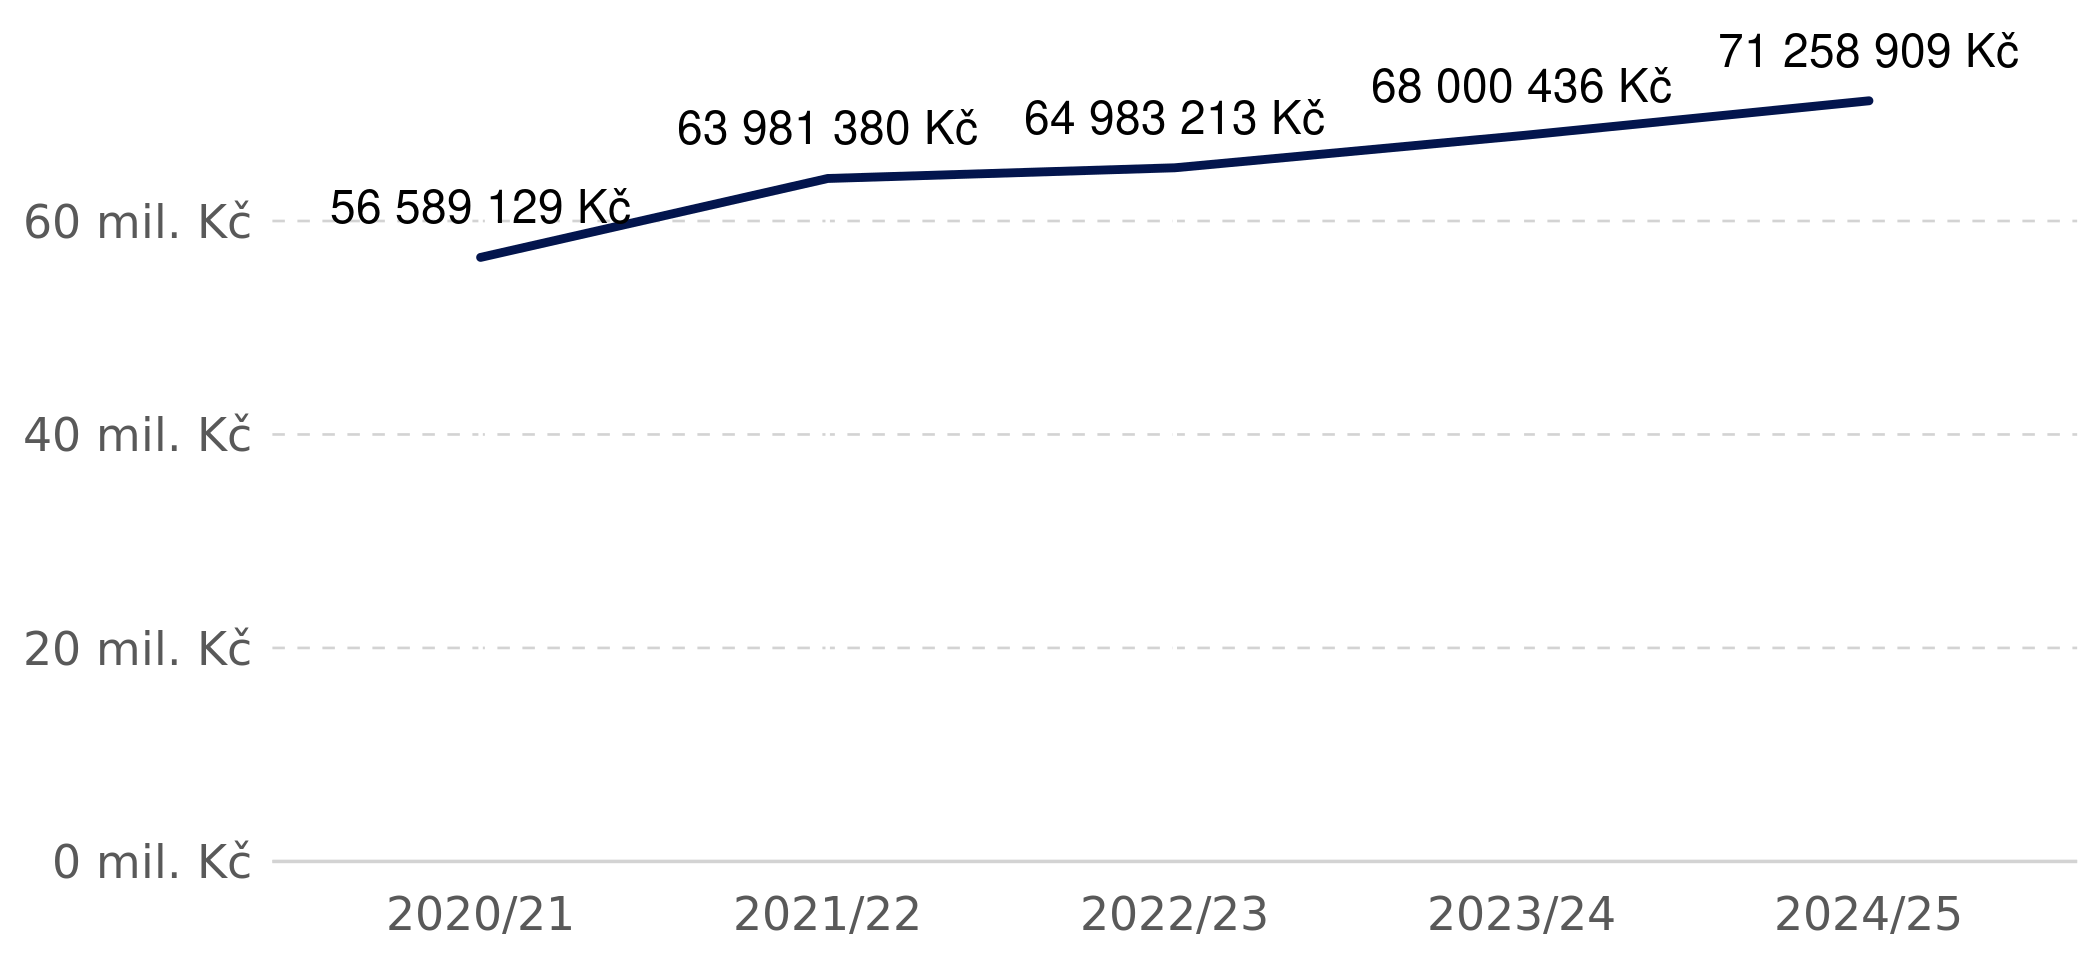 71 258 909 Kč
68 000 436 Kč
64 983 213 Kč
63 981 380 Kč
56 589 129 Kč
60 mil. Kč
40 mil. Kč
20 mil. Kč
0 mil. Kč
2020/21 2021/22 2022/23 2023/24 2024/25